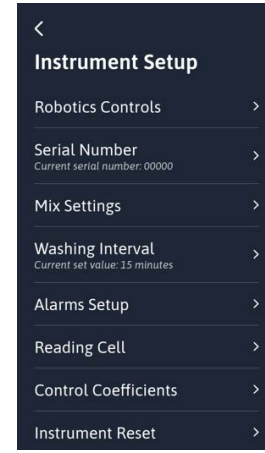 Instrument Setup
Robotics Controls
Serial Number
Current serial number: 00000
Mix Settings
Washing Interval
Current set value: 15 minutes
Alarms Setup
Reading Cell
Control Coefficients
Instrument Reset